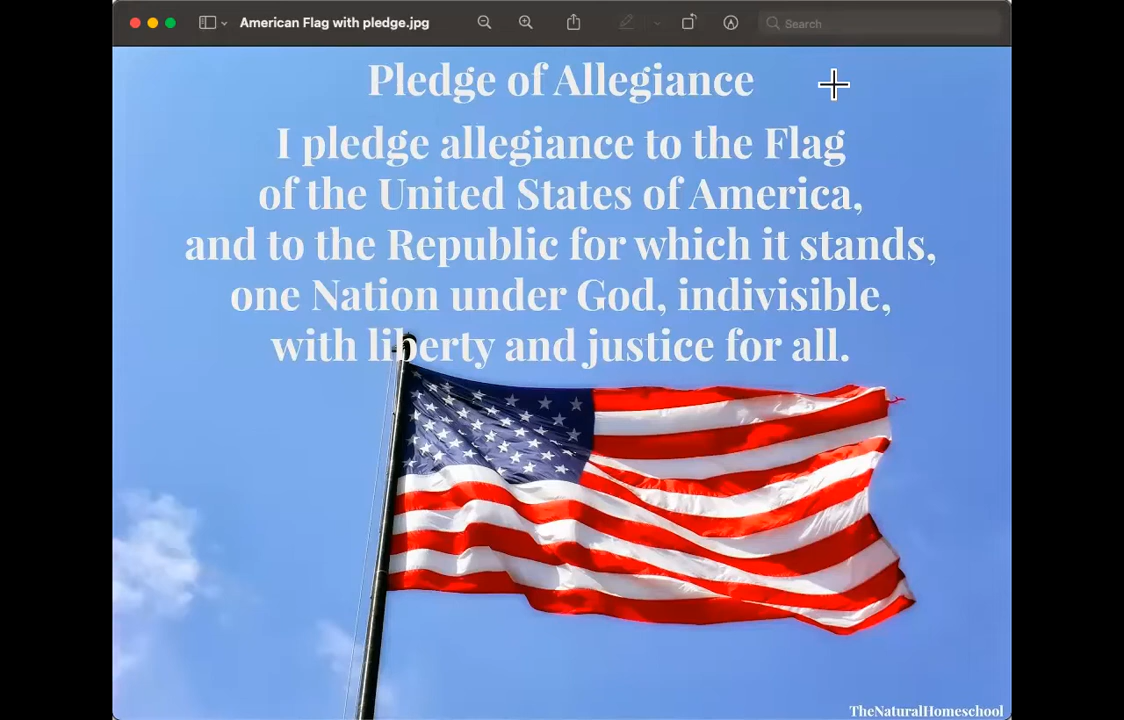 American Flag with pledge.jpg
Search
Pledge of Allegiance
I pledge allegiance to the Flag
of the United States of America,
and to the Republic for which it stands,
one Nation under God, indivisible,
with liberty and justice for all.
TheNaturalHomeschool